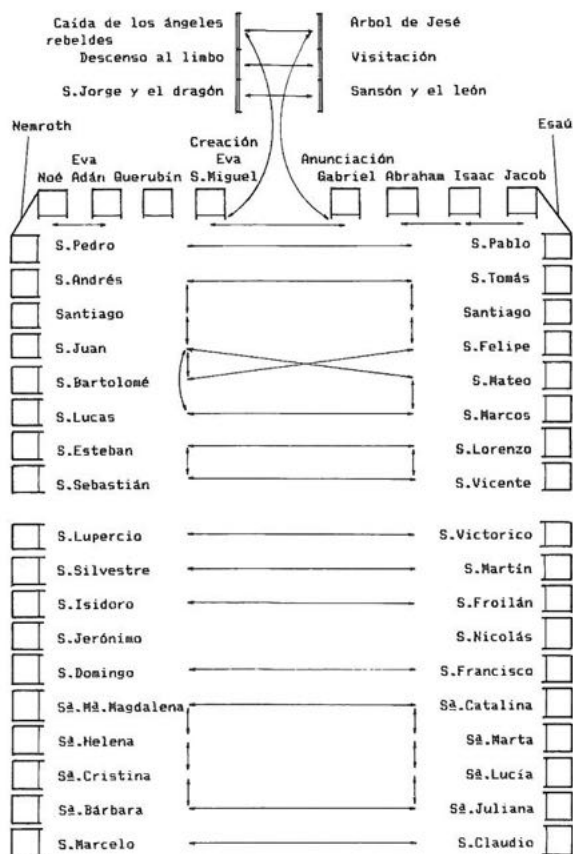 Caída de los ángeles rebeldes
Arbol de Jesé
Descenso al limbo
Visitación
S.Jorge y el dragón
Sansón y el león
Nemroth
Esaú
Creación
Eva
Anunciación
Eva
Noé Adán Querubín S.Miguel
Gabriel Abraham Isaac Jacob
S.Pedro
S.Pablo
S.Andrés
S.Tomás
Santiago
Santiago
S.Juan
S.Felipe
S.Bartolomé
S.Mateo
S.Lucas
S.Marcos
S.Esteban
S.Lorenzo
S.Sebastián
S.Vicente
S.Lupercio
S.Victorico
S.Silvestre
S.Martín
S.Isidoro
S.Froilán
S.Jerónimo
S.Nicolás
S.Domingo
S.Francisco
Sª.Mª.Magdalena
Sª.Catalina
Sª.Helena
Sª.Marta
Sª.Cristina
Sª.Lucía
Sª.Bárbara
Sª.Juliana
S.Marcelo
S.Claudio